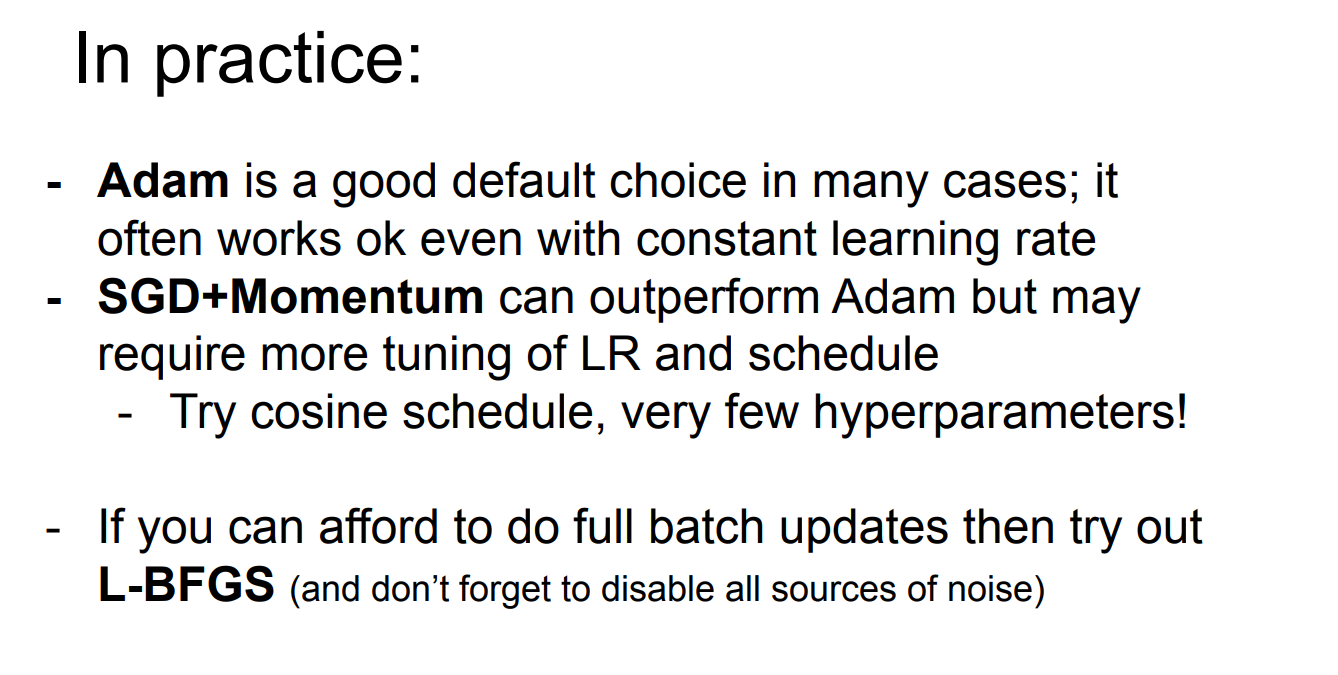 In practice:
- Adam is a good default choice in many cases; it
often works ok even with constant learning rate
- SGD+Momentum can outperform Adam but may
require more tuning of LR and schedule
- Try cosine schedule, very few hyperparameters!
- If you can afford to do full batch updates then try out
L-BFGS (and don’t forget to disable all sources of noise)